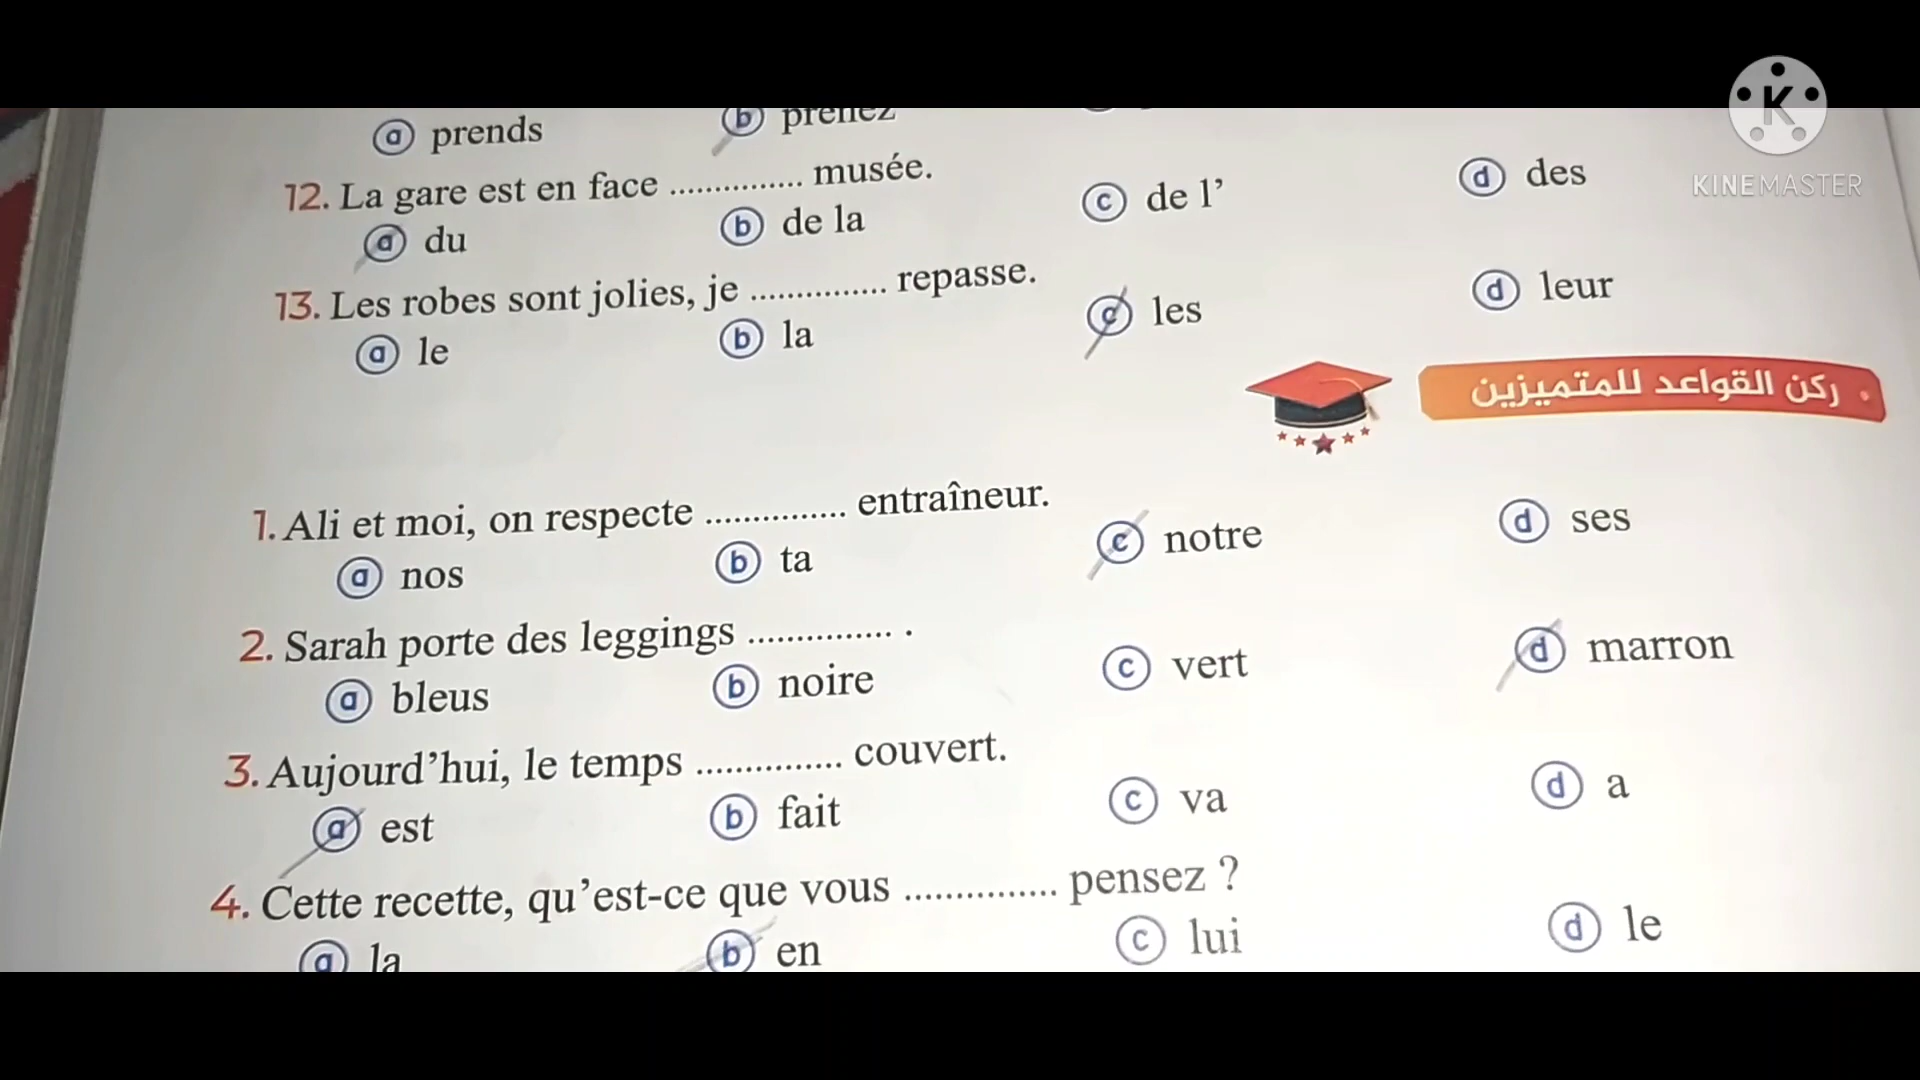 ⓐ prends ⓑ prenez
12. La gare est en face ............... musée.
ⓐ du ⓑ de la ⓒ de l’ ⓓ des
13. Les robes sont jolies, je ............... repasse.
ⓐ le ⓑ la ⓒ les ⓓ leur
ركن القواعد للمتميزين
1. Ali et moi, on respecte ............... entraîneur.
ⓐ nos ⓑ ta ⓒ notre ⓓ ses
2. Sarah porte des leggings ............... .
ⓐ bleus ⓑ noire ⓒ vert ⓓ marron
3. Aujourd’hui, le temps ............... couvert.
ⓐ est ⓑ fait ⓒ va ⓓ a
4. Cette recette, qu’est-ce que vous ............... pensez ?
ⓐ la ⓑ en ⓒ lui ⓓ le
K
KINEMASTER